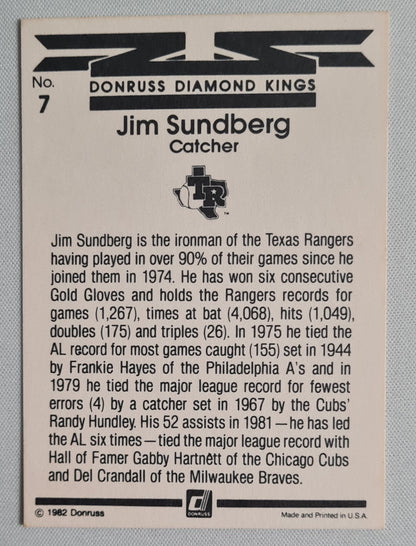 DONRUSS DIAMOND KINGS
No.
7
Jim Sundberg
Catcher
TR
TM
Jim Sundberg is the ironman of the Texas Rangers
having played in over 90% of their games since he
joined them in 1974. He has won six consecutive
Gold Gloves and holds the Rangers records for
games (1,267), times at bat (4,068), hits (1,049),
doubles (175) and triples (26). In 1975 he tied the
AL record for most games caught (155) set in 1944
by Frankie Hayes of the Philadelphia A's and in
1979 he tied the major league record for fewest
errors (4) by a catcher set in 1967 by the Cubs'
Randy Hundley. His 52 assists in 1981—he has led
the AL six times—tied the major league record with
Hall of Famer Gabby Hartnett of the Chicago Cubs
and Del Crandall of the Milwaukee Braves.
© 1982 Donruss
d
DONRUSS
Made and Printed in U.S.A.